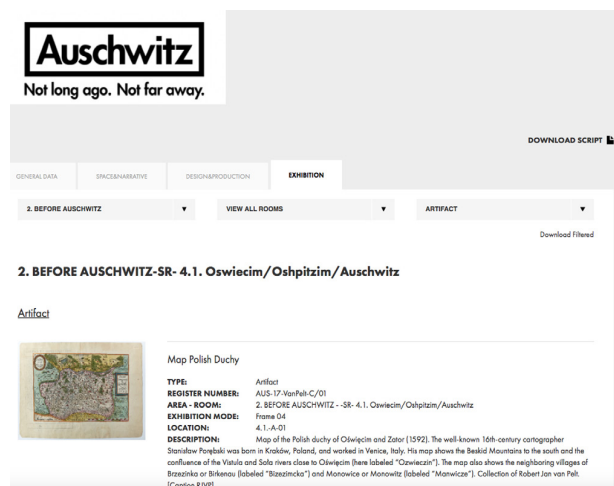 Auschwitz
Not long ago. Not far away.
DOWNLOAD SCRIPT
GENERAL DATA SPACE&NARRATIVE DESIGN&PRODUCTION EXHIBITION
2. BEFORE AUSCHWITZ ▼ VIEW ALL ROOMS ▼ ARTIFACT ▼
Download Filtered
2. BEFORE AUSCHWITZ-SR- 4.1. Oswiecim/Oshpitzim/Auschwitz
Artifact
Map Polish Duchy
TYPE: Artifact
REGISTER NUMBER: AUS-17-VanPelt-C/01
AREA - ROOM: 2. BEFORE AUSCHWITZ - -SR- 4.1. Oswiecim/Oshpitzim/Auschwitz
EXHIBITION MODE: Frame 04
LOCATION: 4.1.-A-01
DESCRIPTION: Map of the Polish duchy of Oświęcim and Zator (1592). The well-known 16th-century cartographer
Stanisław Porębski was born in Kraków, Poland, and worked in Venice, Italy. His map shows the Beskid Mountains to the south and the
confluence of the Vistula and Soła rivers close to Oświęcim (here labeled "Ozwieczin"). The map also shows the neighboring villages of
Brzezinka or Birkenau (labeled "Bizezimcka") and Monowice or Monowitz (labeled "Manwicze"). Collection of Robert Jan van Pelt.
[Caption RJVP]